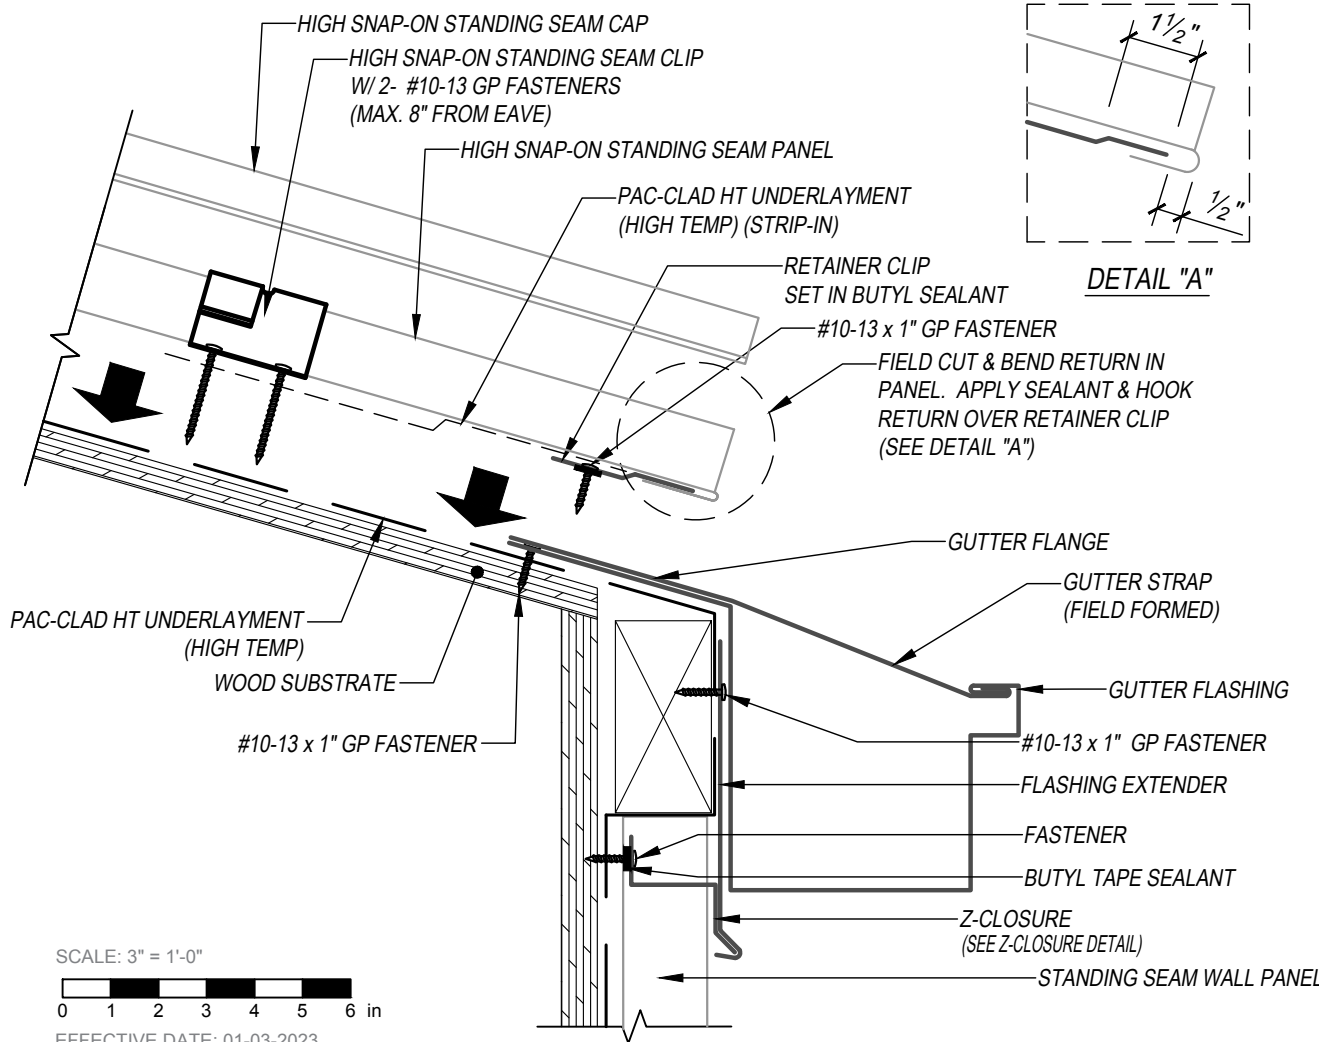 HIGH SNAP-ON STANDING SEAM CAP
HIGH SNAP-ON STANDING SEAM CLIP
W/ 2- #10-13 GP FASTENERS
(MAX. 8" FROM EAVE)
HIGH SNAP-ON STANDING SEAM PANEL
PAC-CLAD HT UNDERLAYMENT
(HIGH TEMP) (STRIP-IN)
RETAINER CLIP
SET IN BUTYL SEALANT
#10-13 x 1" GP FASTENER
FIELD CUT & BEND RETURN IN
PANEL. APPLY SEALANT & HOOK
RETURN OVER RETAINER CLIP
(SEE DETAIL "A")
1 1/2"
1/2"
DETAIL "A"
GUTTER FLANGE
GUTTER STRAP
(FIELD FORMED)
GUTTER FLASHING
#10-13 x 1" GP FASTENER
FLASHING EXTENDER
FASTENER
BUTYL TAPE SEALANT
Z-CLOSURE
(SEE Z-CLOSURE DETAIL)
STANDING SEAM WALL PANEL
PAC-CLAD HT UNDERLAYMENT
(HIGH TEMP)
WOOD SUBSTRATE
#10-13 x 1" GP FASTENER
SCALE: 3" = 1'-0"
0 1 2 3 4 5 6 in
EFFECTIVE DATE: 01-03-2023